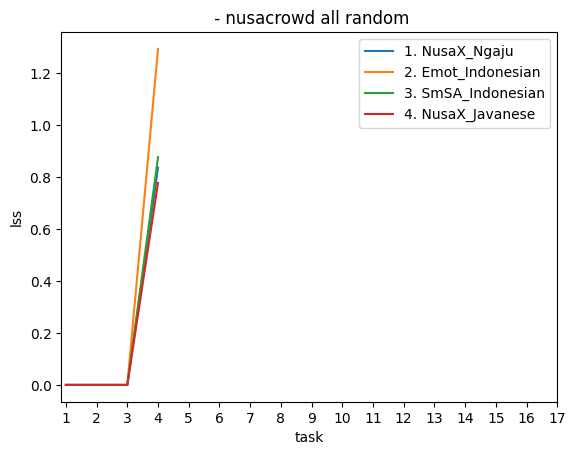 - nusacrowd all random
1. NusaX_Ngaju
2. Emot_Indonesian
3. SmSA_Indonesian
4. NusaX_Javanese
1.2
1.0
0.8
0.6
0.4
0.2
0.0
lss
1 2 3 4 5 6 7 8 9 10 11 12 13 14 15 16 17
task